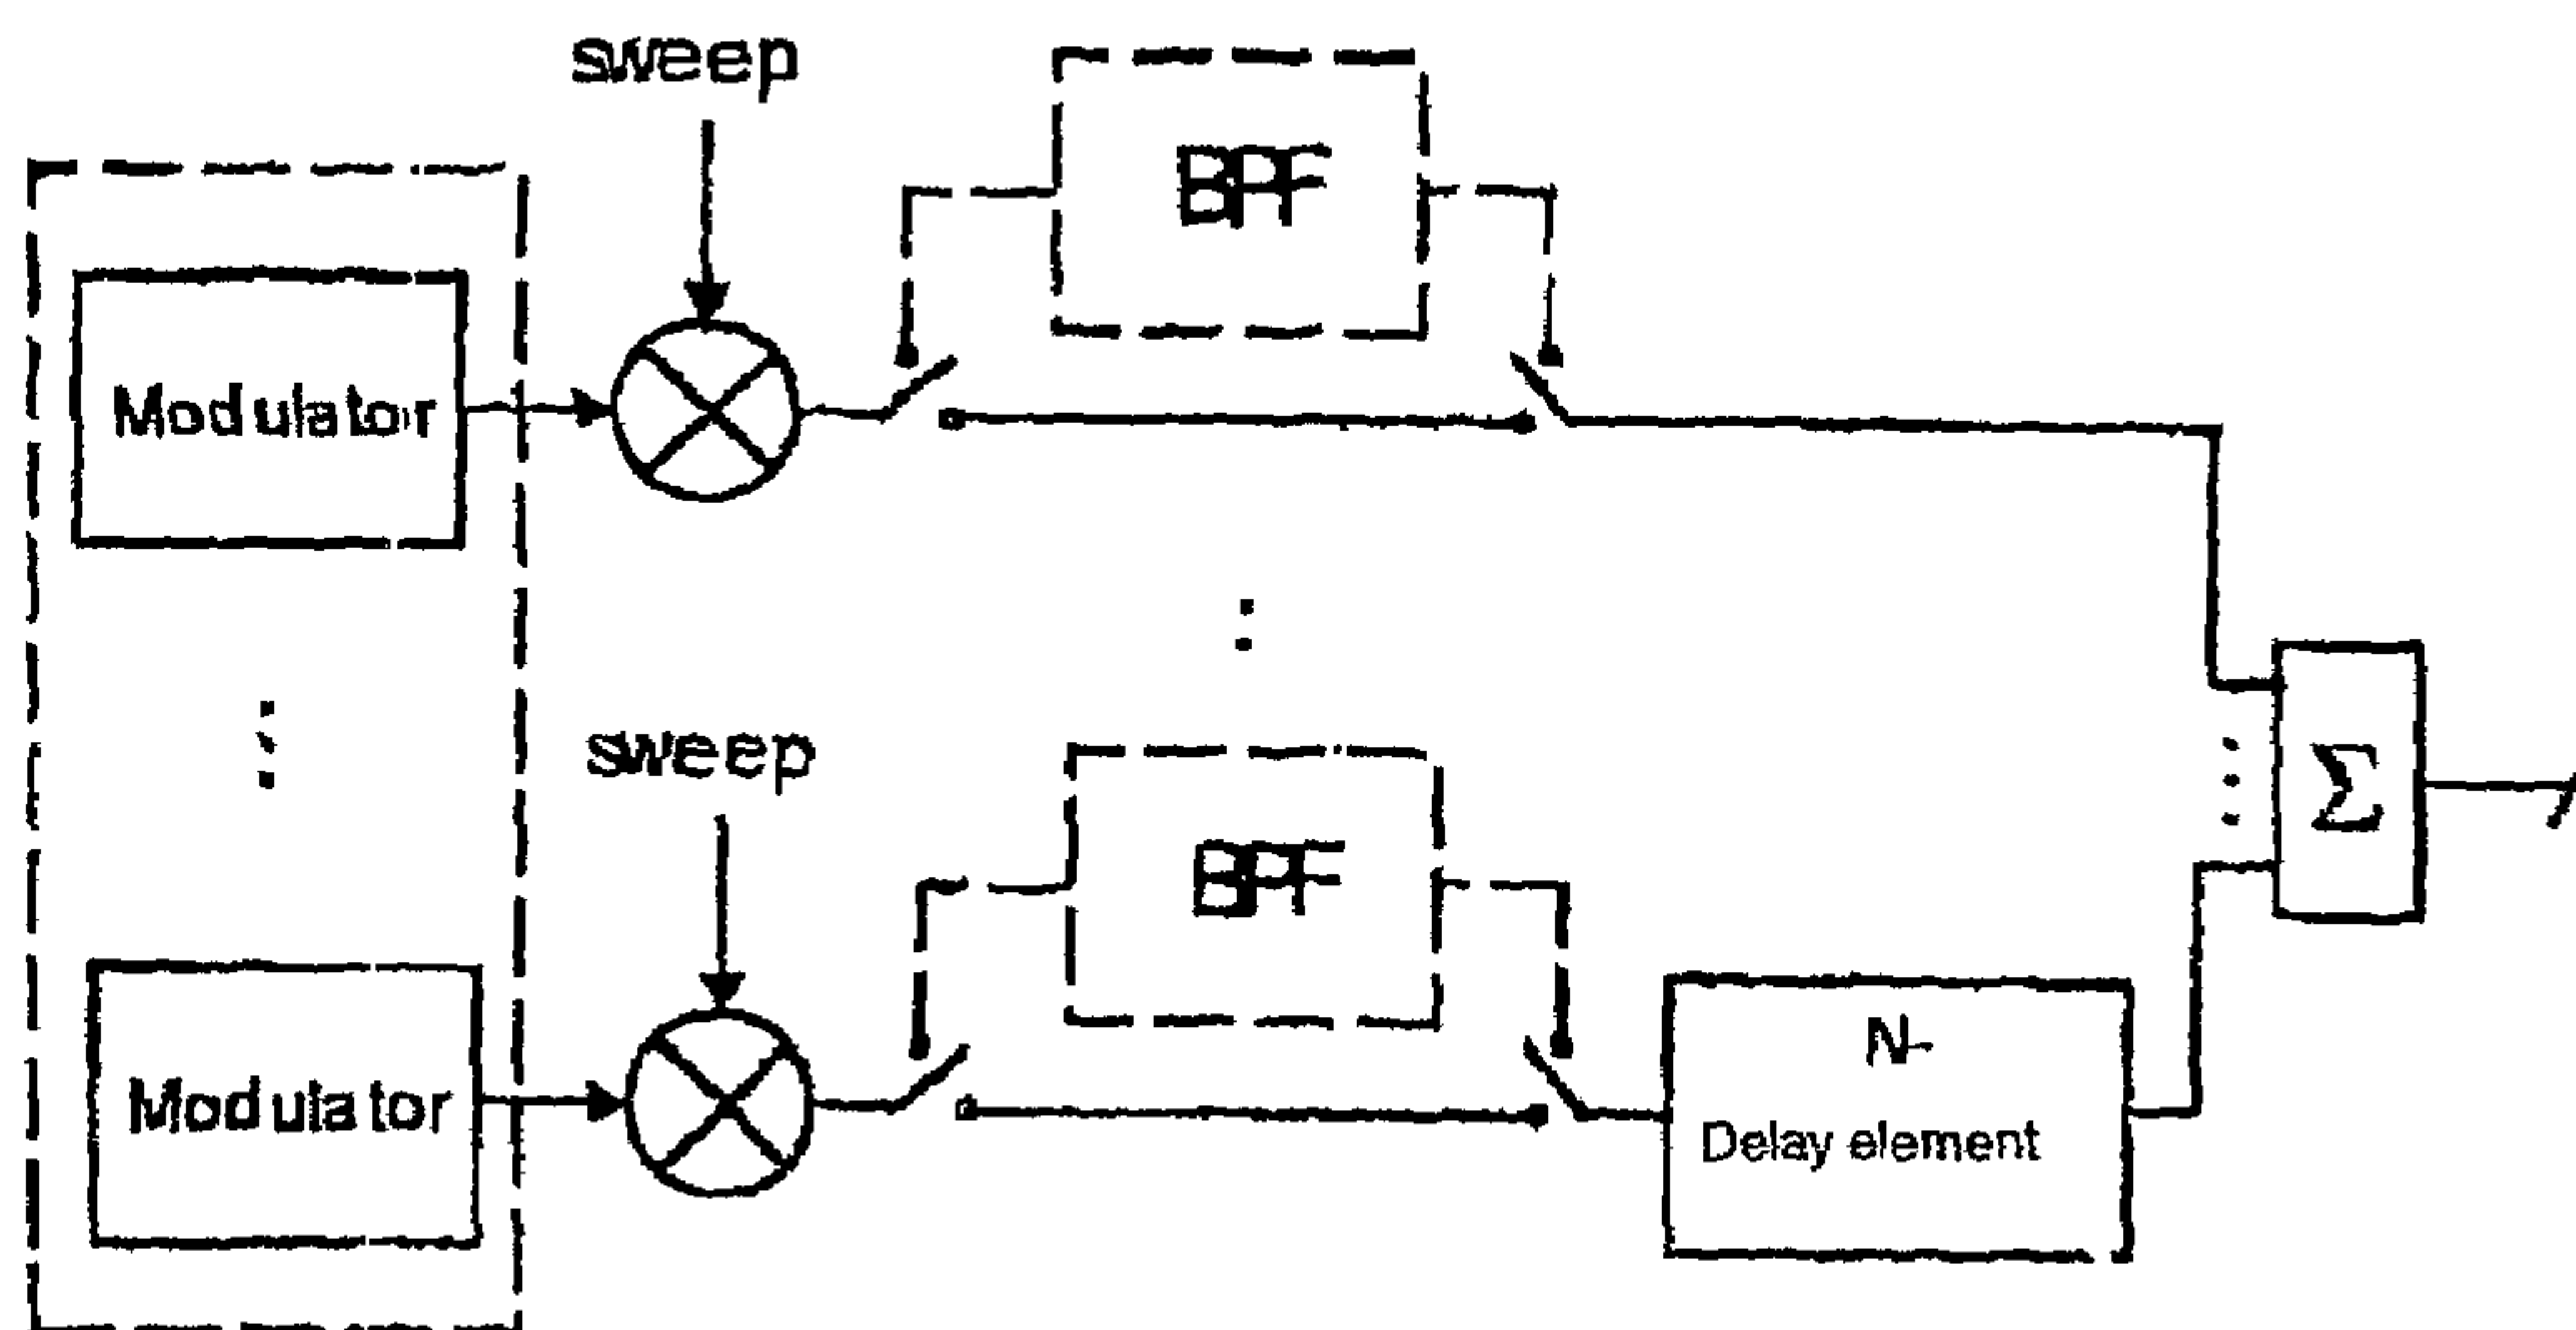 sweep
BPF
Modulator
sweep
BPF
Σ
Modulator
N-
Delay element